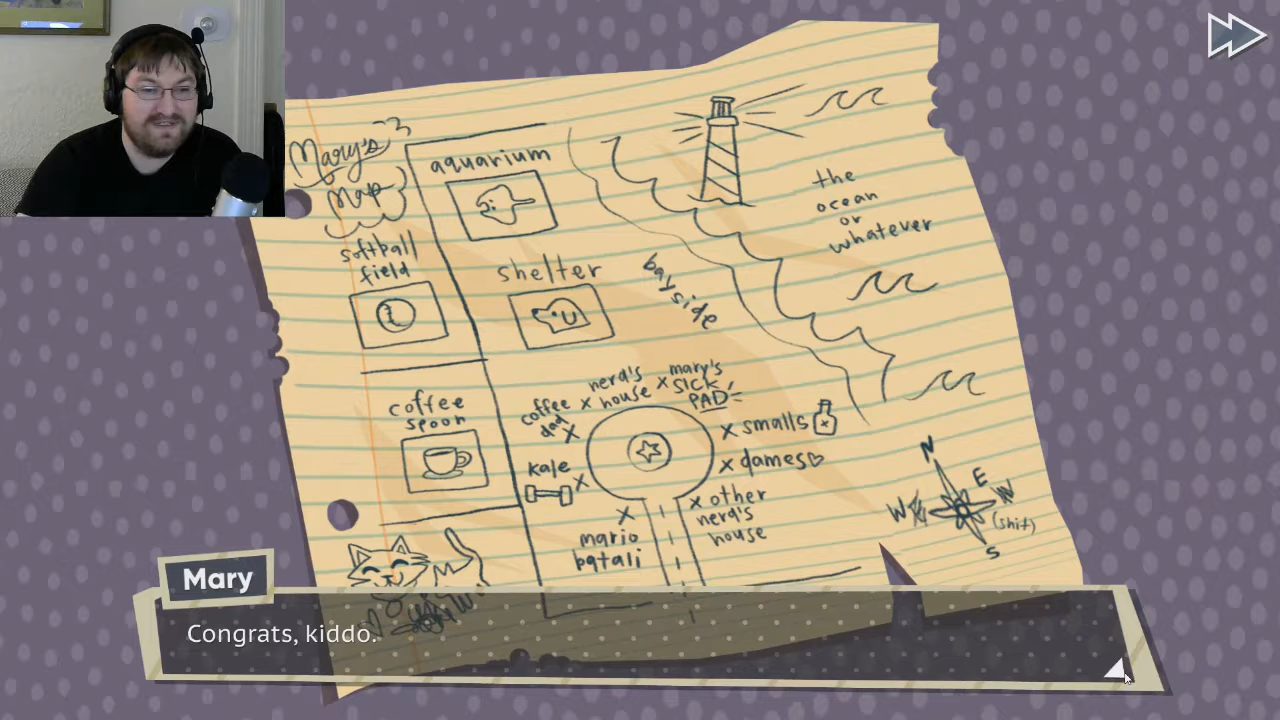 Mary's
Map
aquarium
softball
field
shelter
the
ocean
or
whatever
bayside
coffee
spoon
coffee
dad
x
x
nerd's
house
x
mary's
SICK
PAD!
x smalls
x dames
kale
x
x
mario
batali
x other
nerd's
house
N
E
W
W
(shit)
S
Mary
Congrats, kiddo.